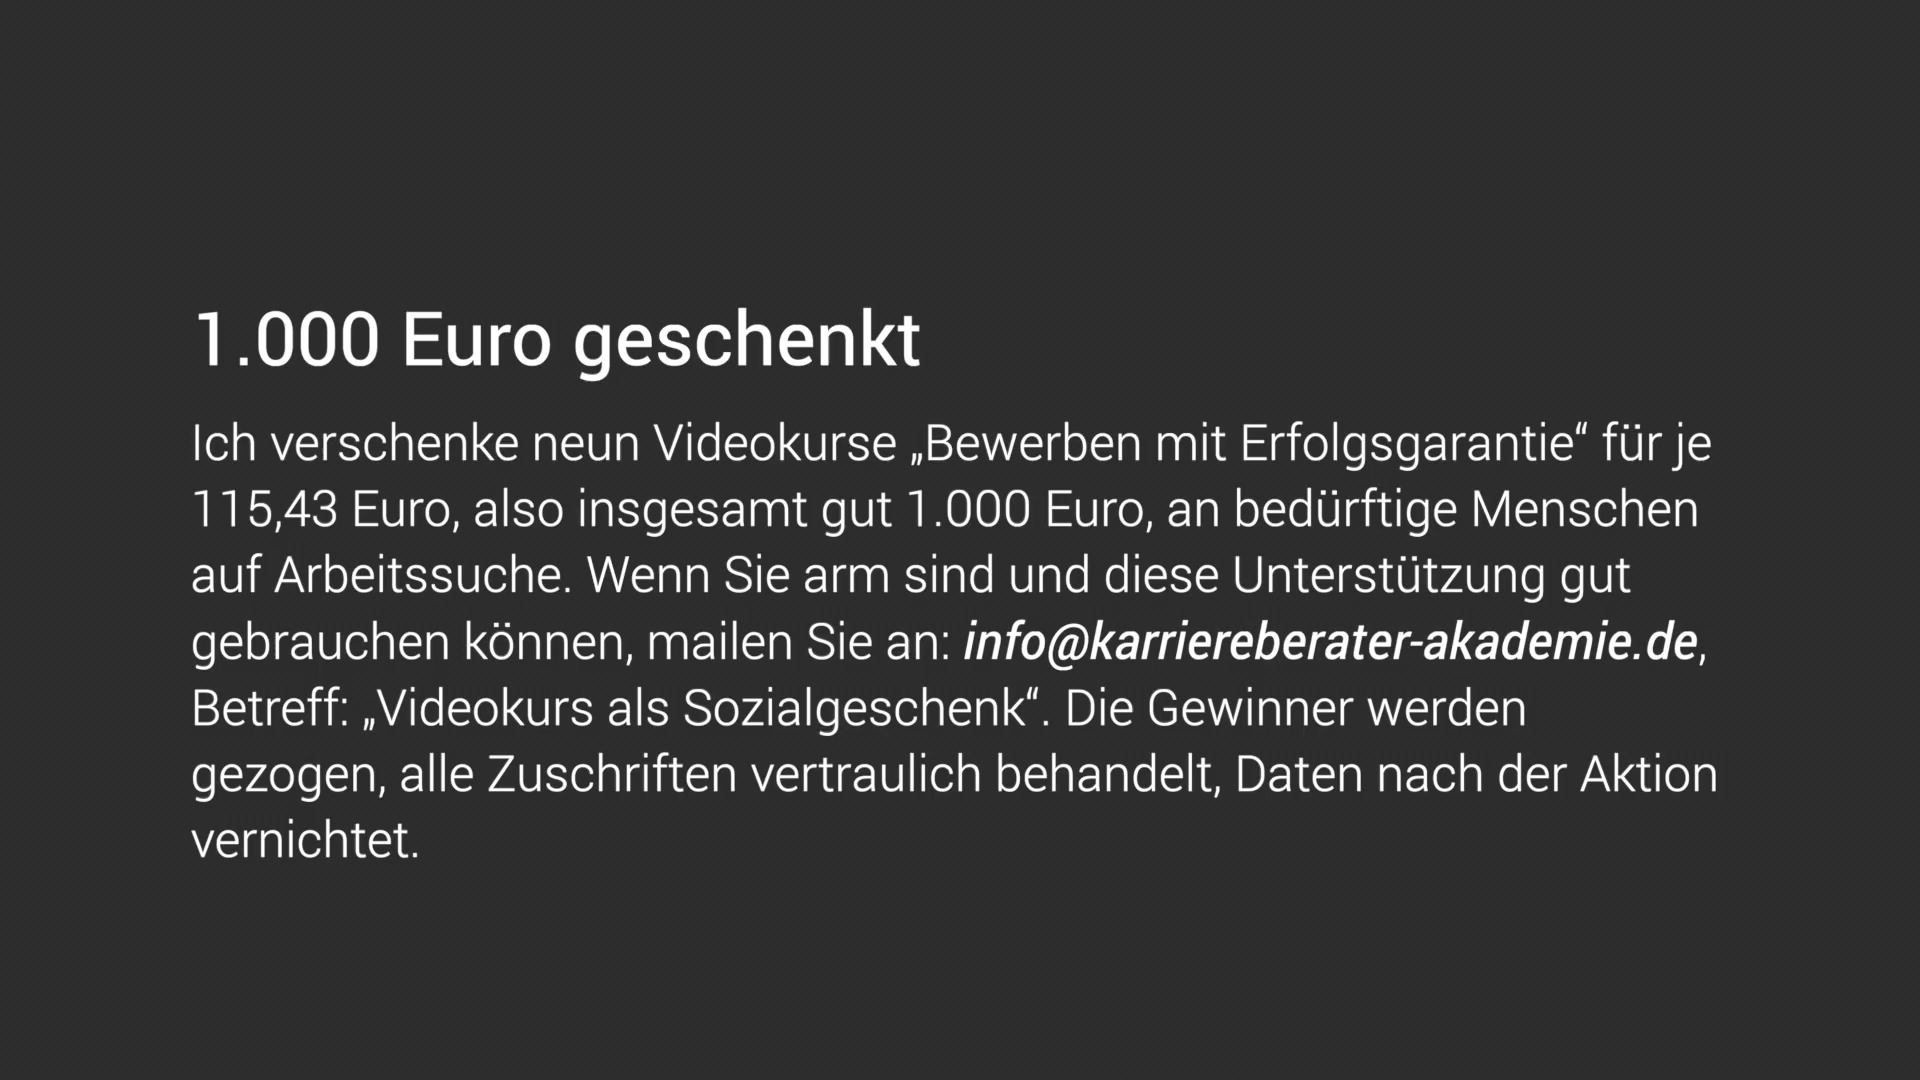 1.000 Euro geschenkt
Ich verschenke neun Videokurse „Bewerben mit Erfolgsgarantie“ für je
115,43 Euro, also insgesamt gut 1.000 Euro, an bedürftige Menschen
auf Arbeitssuche. Wenn Sie arm sind und diese Unterstützung gut
gebrauchen können, mailen Sie an: info@karriereberater-akademie.de,
Betreff: „Videokurs als Sozialgeschenk“. Die Gewinner werden
gezogen, alle Zuschriften vertraulich behandelt, Daten nach der Aktion
vernichtet.